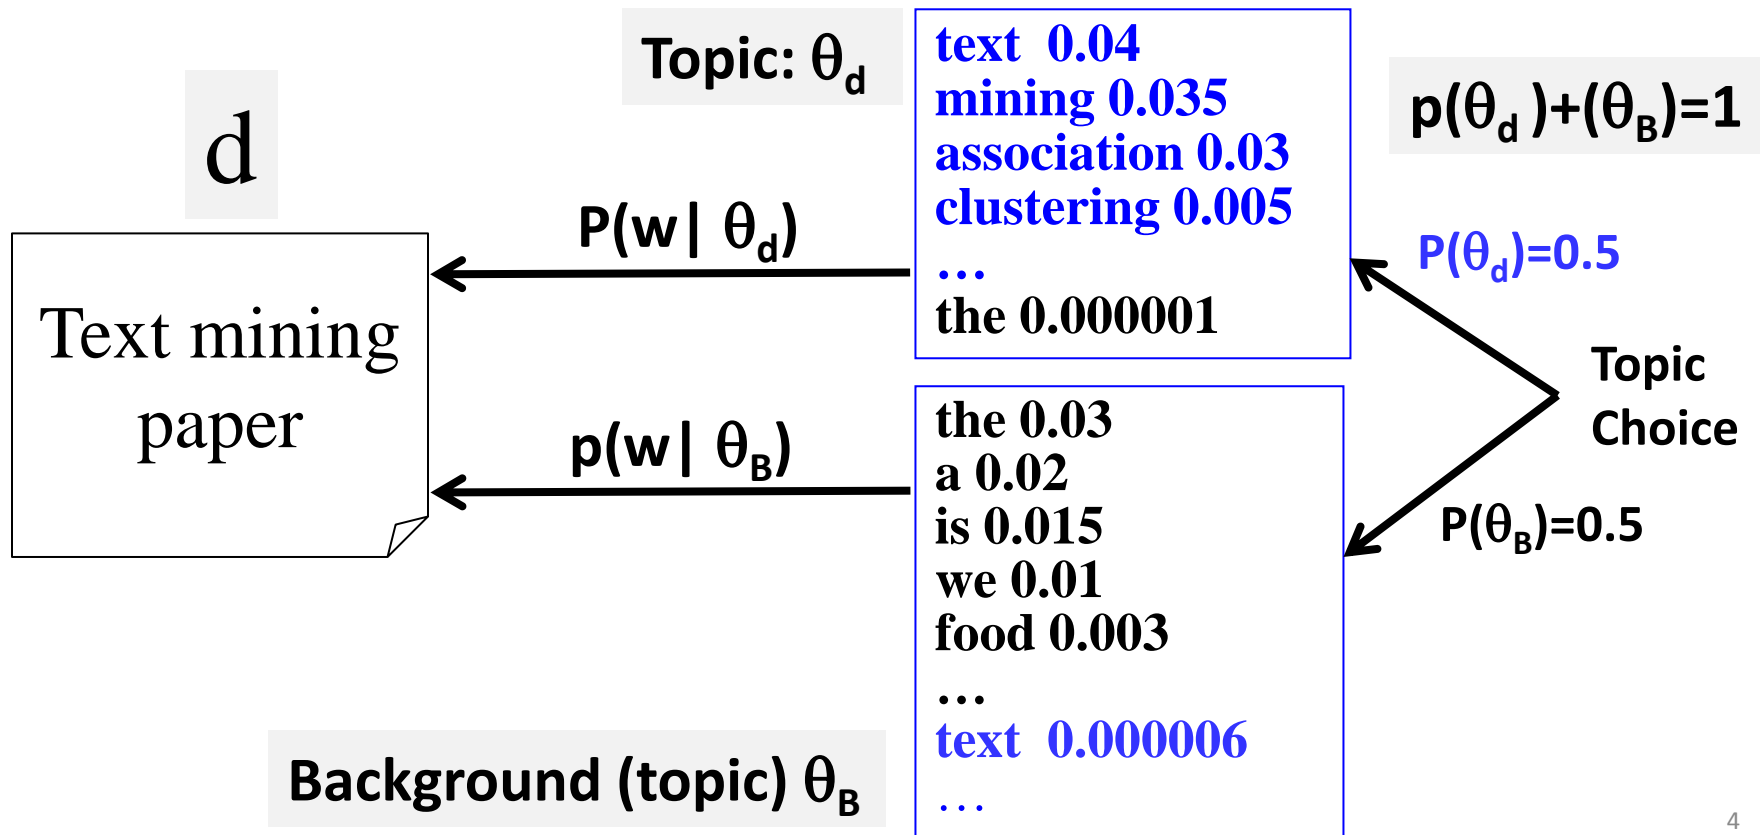 Topic: θd
text 0.04
mining 0.035
association 0.03
clustering 0.005
…
the 0.000001
p(θd )+(θB)=1
d
P(w| θd)
P(θd)=0.5
Text mining
paper
Topic
Choice
p(w| θB)
the 0.03
a 0.02
is 0.015
we 0.01
food 0.003
…
text 0.000006
…
P(θB)=0.5
Background (topic) θB
4